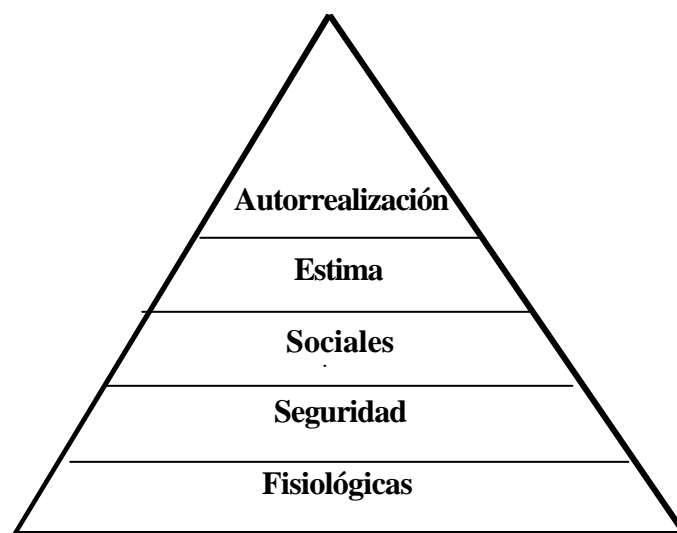 Autorrealización
Estima
Sociales
Seguridad
Fisiológicas